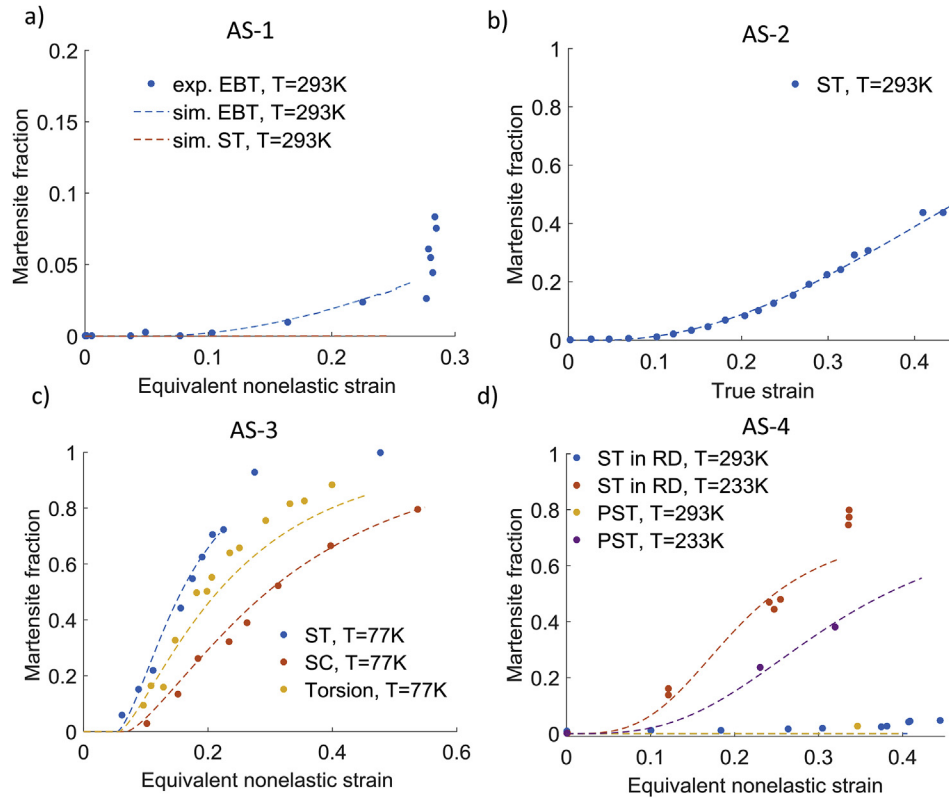 a)
AS-1
0.2
0.15
0.1
0.05
0
Martensite fraction
exp. EBT, T=293K
sim. EBT, T=293K
sim. ST, T=293K
0 0.1 0.2 0.3
Equivalent nonelastic strain
b)
AS-2
1
0.8
0.6
0.4
0.2
0
Martensite fraction
ST, T=293K
0 0.2 0.4
True strain
c)
AS-3
1
0.8
0.6
0.4
0.2
0
Martensite fraction
ST, T=77K
SC, T=77K
Torsion, T=77K
0 0.2 0.4 0.6
Equivalent nonelastic strain
d)
AS-4
1
0.8
0.6
0.4
0.2
0
Martensite fraction
ST in RD, T=293K
ST in RD, T=233K
PST, T=293K
PST, T=233K
0 0.1 0.2 0.3 0.4
Equivalent nonelastic strain